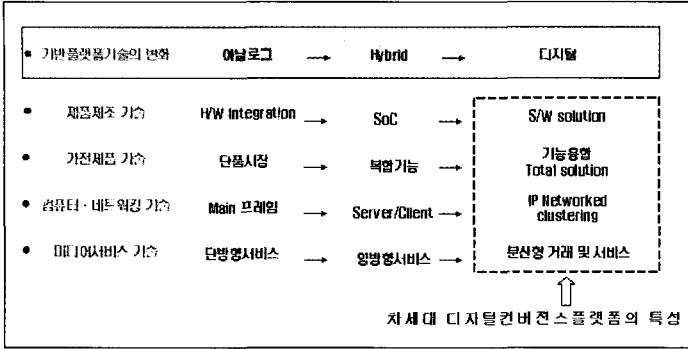 • 기반플랫폼기술의 변화 아날로그 → Hybrid → 디지털
• 제품제조 기술 H/W Integration → SoC → S/W solution
• 가전제품 기술 단품시장 → 복합기능 → 기능융합 Total solution
• 컴퓨터·네트워킹 기술 Main 프레임 → Server/Client → IP Networked clustering
• 미디어서비스 기술 단방형서비스 → 양방형서비스 → 분산형 거래 및 서비스
차세대 디지털컨버젼스플랫폼의 특성